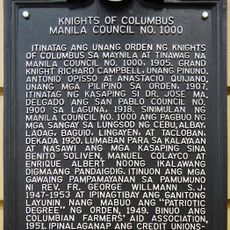 KNIGHTS OF COLUMBUS
MANILA COUNCIL NO. 1000
ITINATAG ANG UNANG ORDEN NG KNIGHTS
OF COLUMBUS SA MAYNILA AT TINAWAG NA
MANILA COUNCIL NO. 1000, 1905. GRAND
KNIGHT RICHARD CAMPBELL, UNANG PINUNO.
ANTONIO OPISSO AT ANASTACIO QUIJANO,
UNANG MGA PILIPINO SA ORDEN, 1907.
ITINATAG NG KASAPING SI DR. JOSE MA.
DELGADO ANG SAN PABLO COUNCIL NO.
1900 SA LAGUNA, 1918. SINIMULAN NG
MANILA COUNCIL NO. 1000 ANG PAGBUO NG
MGA SANGAY SA LUNGSOD NG CEBU, ALBAY,
LAOAG, BAGUIO, LINGAYEN, AT TACLOBAN,
DEKADA 1920. LUMABAN PARA SA KALAYAAN
AT NASAWI ANG MGA KASAPING SINA
BENITO SOLIVEN, MANUEL COLAYCO AT
ENRIQUE ALBERT NOONG IKALAWANG
DIGMAANG PANDAIGDIG. ITINUON ANG MGA
GAWAING PAMPAMAYANAN SA PAMUMUNO
NI REV. FR. GEORGE WILLMANN S.J.
1947-1953 AT IPINAGTIBAY ANG GANITONG
LAYUNIN NANG MABUO ANG "PATRIOTIC
DEGREE" NG ORDEN, 1949. BINUO ANG
COLUMBIAN FARMERS' AID ASSOCIATION,
1951. IPINALAGANAP ANG CREDIT UNIONS